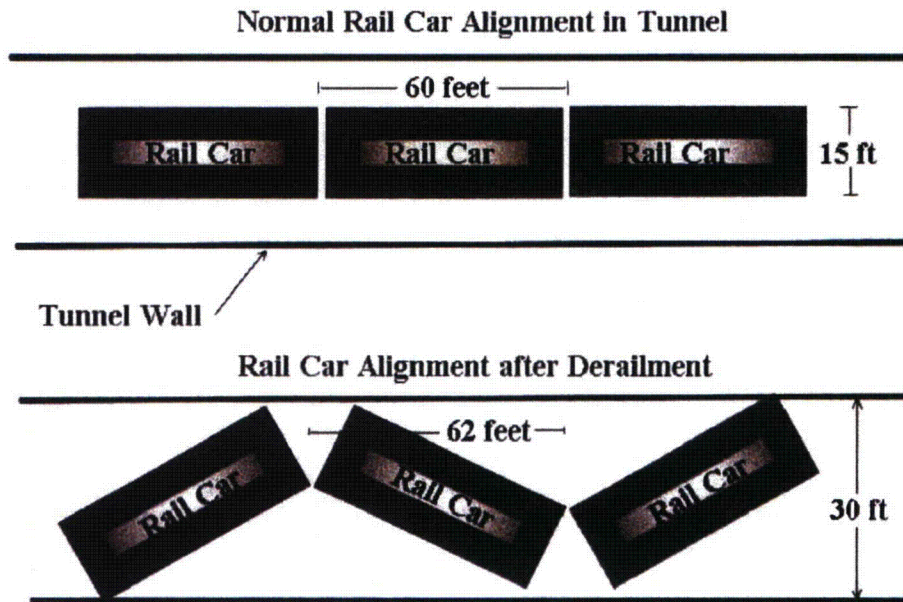 Normal Rail Car Alignment in Tunnel
60 feet
Rail Car Rail Car Rail Car
15 ft
Tunnel Wall
Rail Car Alignment after Derailment
62 feet
Rail Car Rail Car Rail Car
30 ft